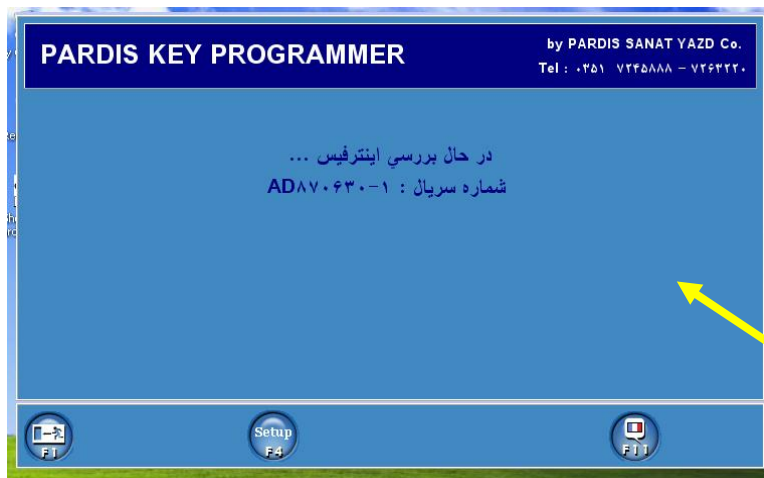 PARDIS KEY PROGRAMMER
by PARDIS SANAT YAZD Co.
Tel : ۰۳۵۱ ۷۲۴۵۸۸۸ – ۷۲۶۳۲۲۰
در حال بررسي اينترفيس ...
شماره سريال : AD۸۷۰۶۳۰-۱
F1
Setup
F4
F11